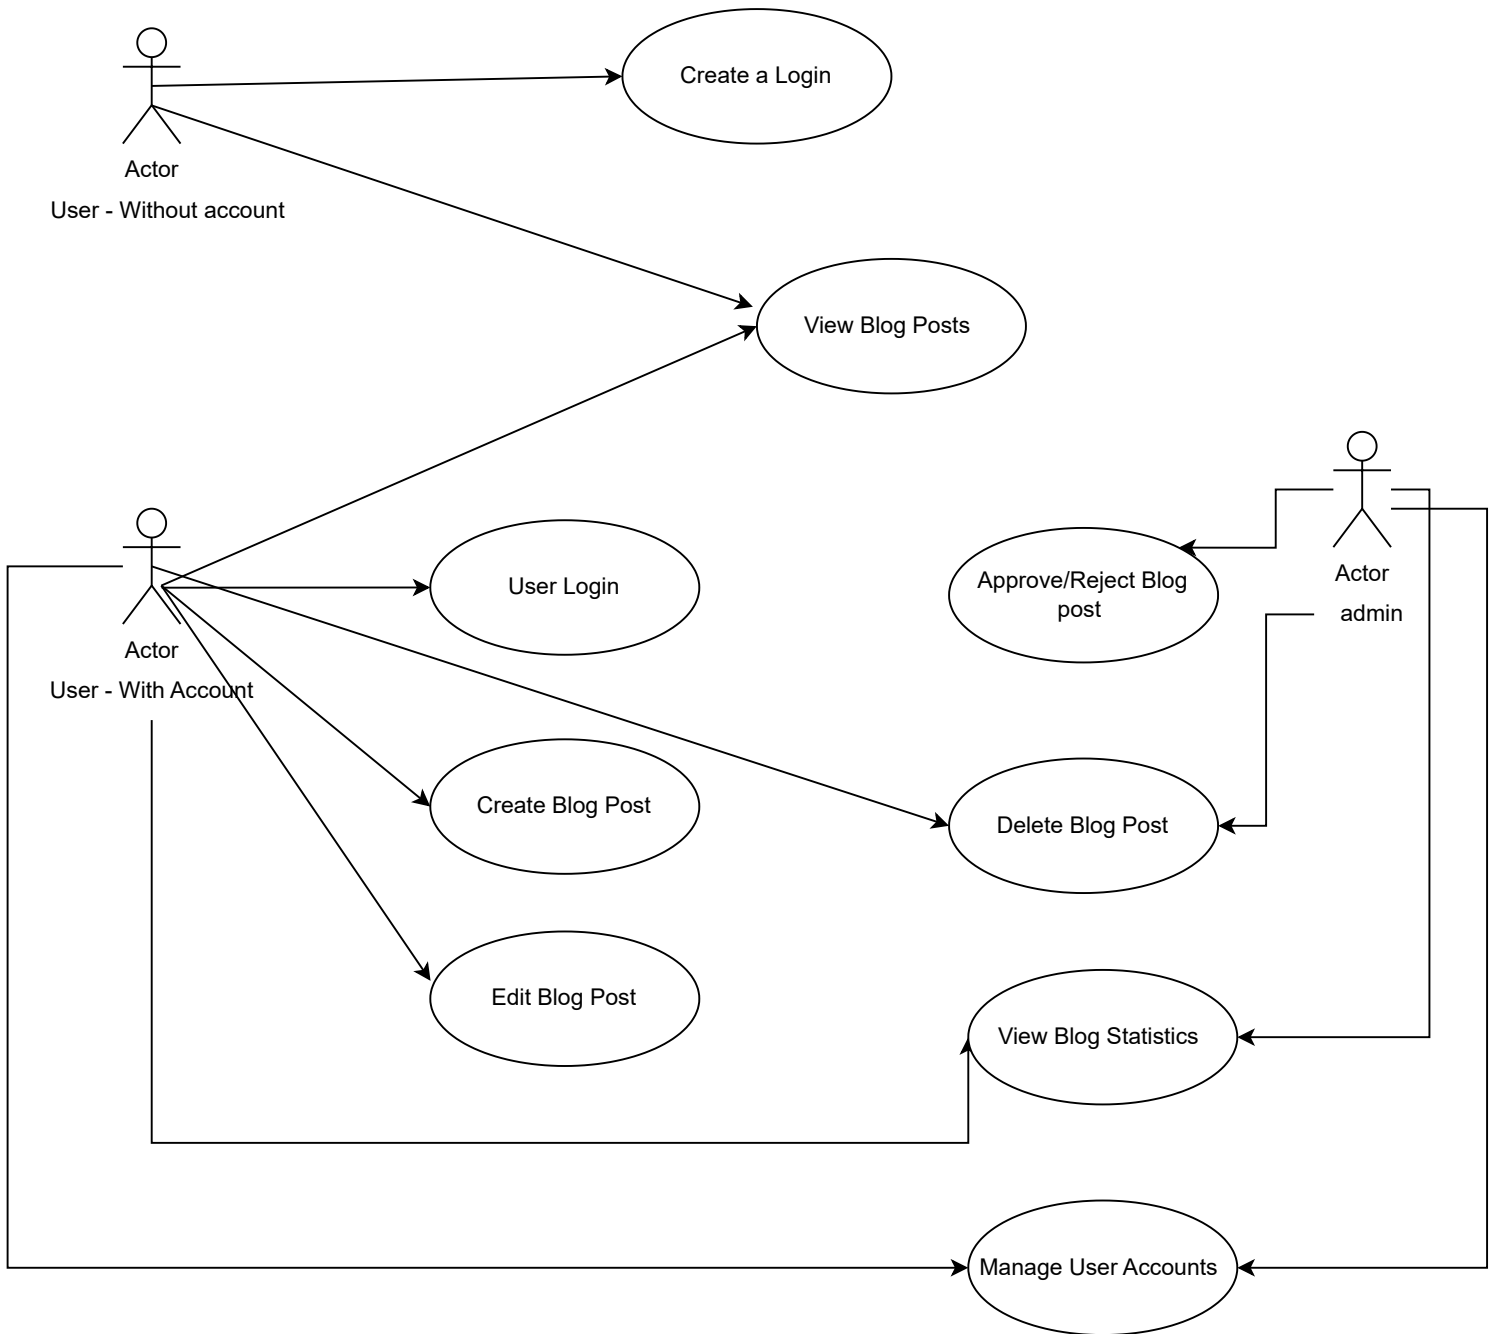 Create a Login
Actor
User - Without account
View Blog Posts
User Login
Approve/Reject Blog
post
Actor
admin
Actor
User - With Account
Create Blog Post
Delete Blog Post
Edit Blog Post
View Blog Statistics
Manage User Accounts